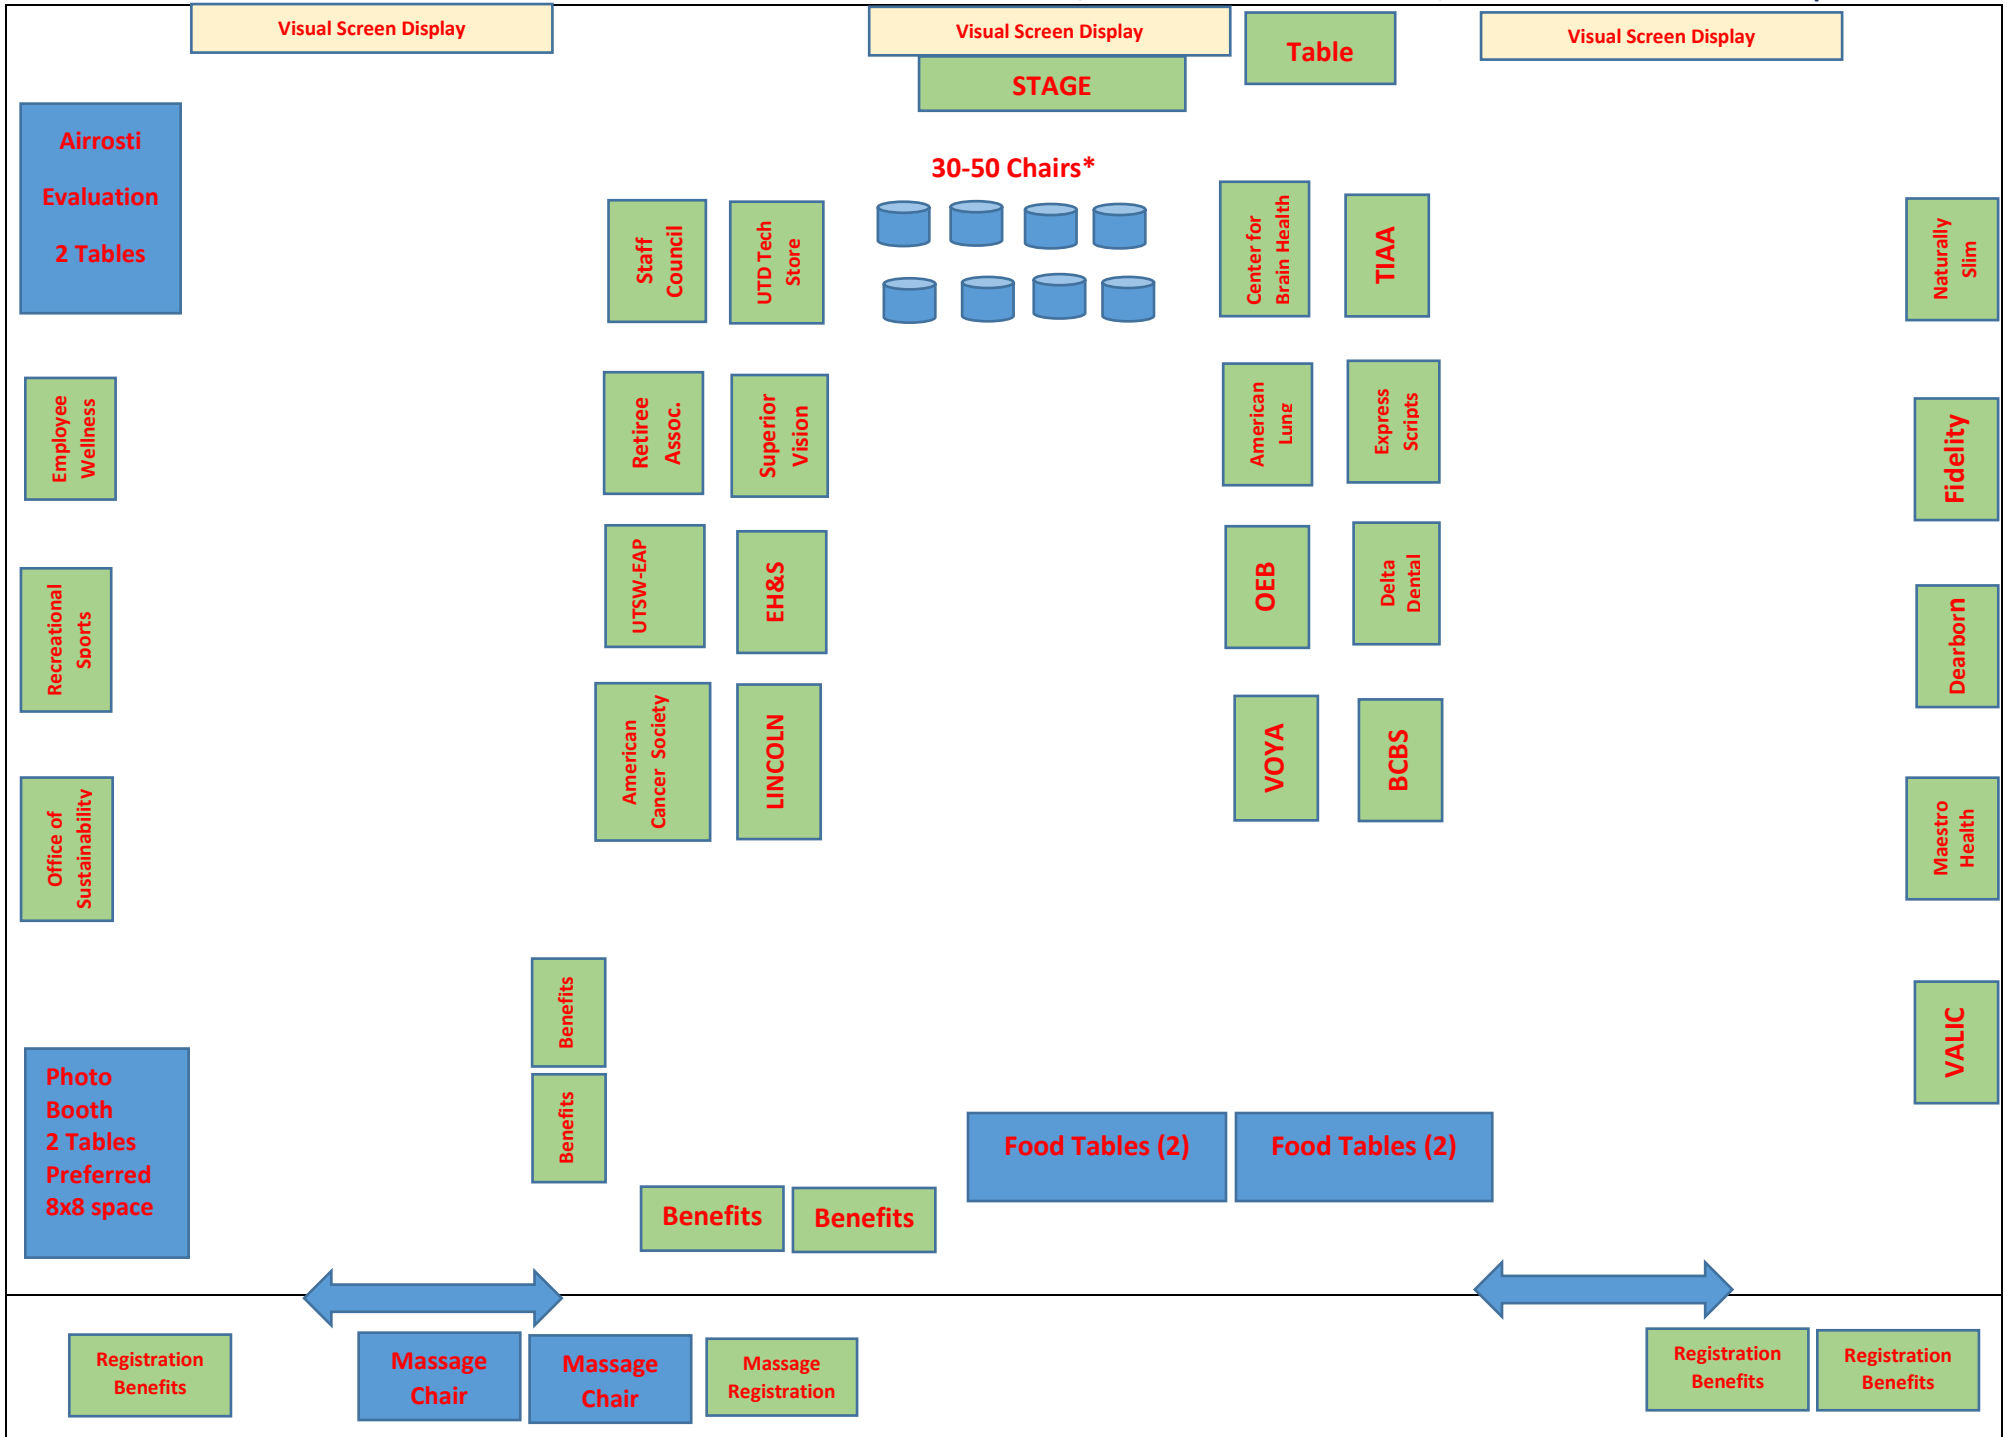 Visual Screen Display
Visual Screen Display
Table
Visual Screen Display
STAGE
Airrosti
Evaluation
2 Tables
30-50 Chairs*
Staff
Council
UTD Tech
Store
Center for
Brain Health
TIAA
Naturally
Slim
Employee
Wellness
Retiree
Assoc.
Superior
Vision
American
Lung
Express
Scripts
Fidelity
Recreational
Sports
UTSW-EAP
EH&S
OEB
Delta
Dental
Dearborn
American
Cancer Society
LINCOLN
VOYA
BCBS
Office of
Sustainability
Maestro
Health
Benefits
Benefits
VALIC
Photo
Booth
2 Tables
Preferred
8x8 space
Food Tables (2)
Food Tables (2)
Benefits
Benefits
Registration
Benefits
Massage
Chair
Massage
Chair
Massage
Registration
Registration
Benefits
Registration
Benefits